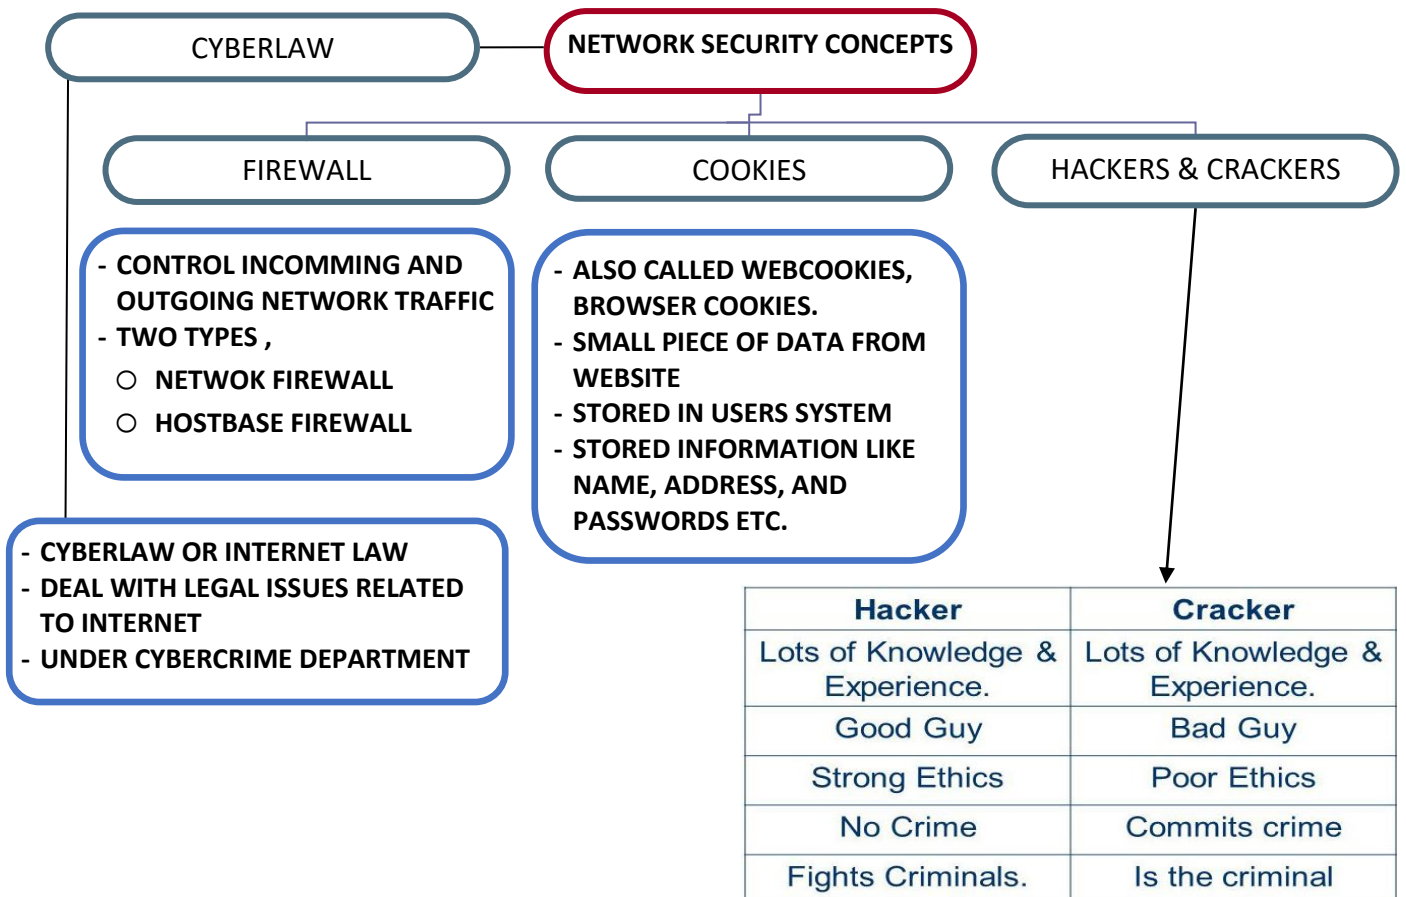 CYBERLAW
NETWORK SECURITY CONCEPTS
FIREWALL
COOKIES
HACKERS & CRACKERS
- CONTROL INCOMMING AND
OUTGOING NETWORK TRAFFIC
- TWO TYPES ,
○ NETWOK FIREWALL
○ HOSTBASE FIREWALL
- ALSO CALLED WEBCOOKIES,
BROWSER COOKIES.
- SMALL PIECE OF DATA FROM
WEBSITE
- STORED IN USERS SYSTEM
- STORED INFORMATION LIKE
NAME, ADDRESS, AND
PASSWORDS ETC.
- CYBERLAW OR INTERNET LAW
- DEAL WITH LEGAL ISSUES RELATED
TO INTERNET
- UNDER CYBERCRIME DEPARTMENT
Hacker Cracker
Lots of Knowledge & Lots of Knowledge &
Experience. Experience.
Good Guy Bad Guy
Strong Ethics Poor Ethics
No Crime Commits crime
Fights Criminals. Is the criminal